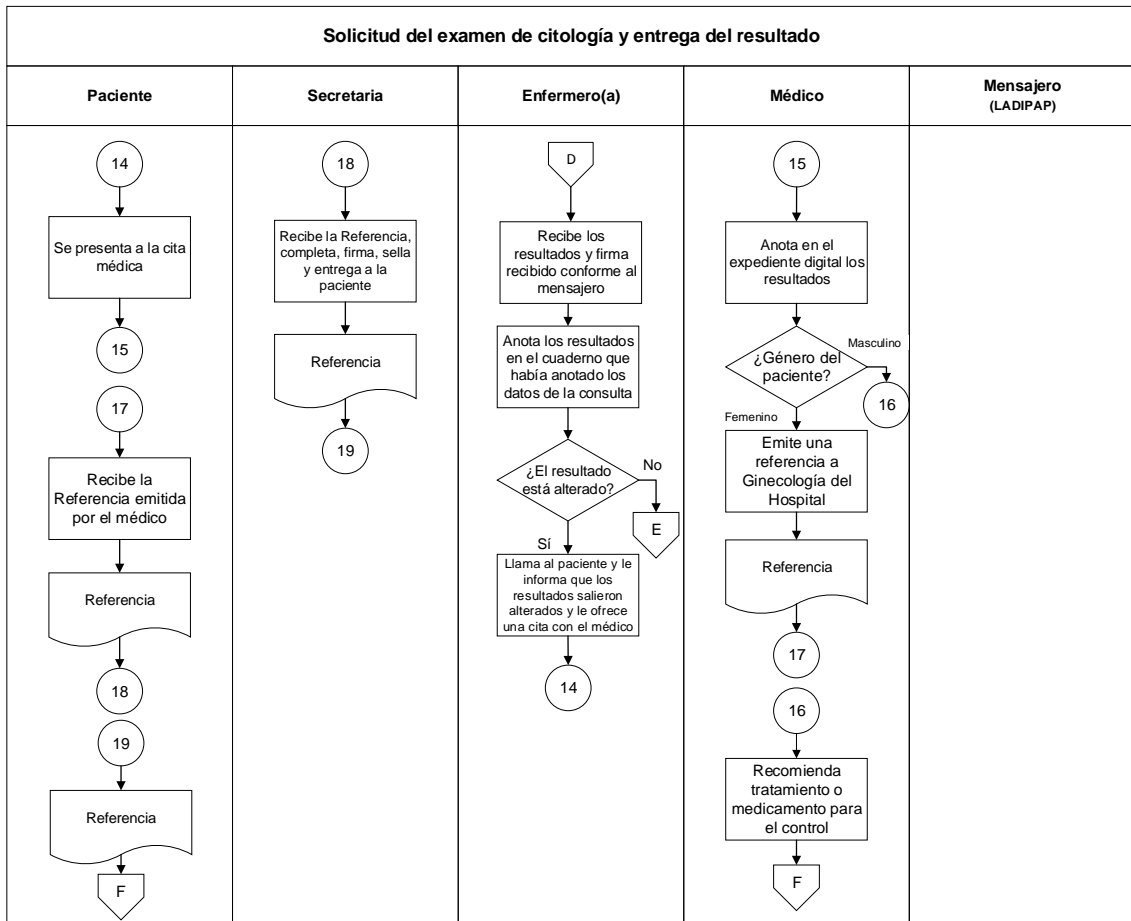 Solicitud del examen de citología y entrega del resultado
Paciente
Secretaria
Enfermero(a)
Médico
Mensajero
(LADIPAP)
14
Se presenta a la cita
médica
15
17
Recibe la
Referencia emitida
por el médico
Referencia
18
19
Referencia
F
18
Recibe la Referencia,
completa, firma, sella
y entrega a la
paciente
Referencia
19
D
Recibe los
resultados y firma
recibido conforme al
mensajero
Anota los resultados
en el cuaderno que
había anotado los
datos de la consulta
¿El resultado
está alterado?
No
E
Sí
Llama al paciente y le
informa que los
resultados salieron
alterados y le ofrece
una cita con el médico
14
15
Anota en el
expediente digital los
resultados
¿Género del
paciente?
Masculino
16
Femenino
Emite una
referencia a
Ginecología del
Hospital
Referencia
17
16
Recomienda
tratamiento o
medicamento para
el control
F